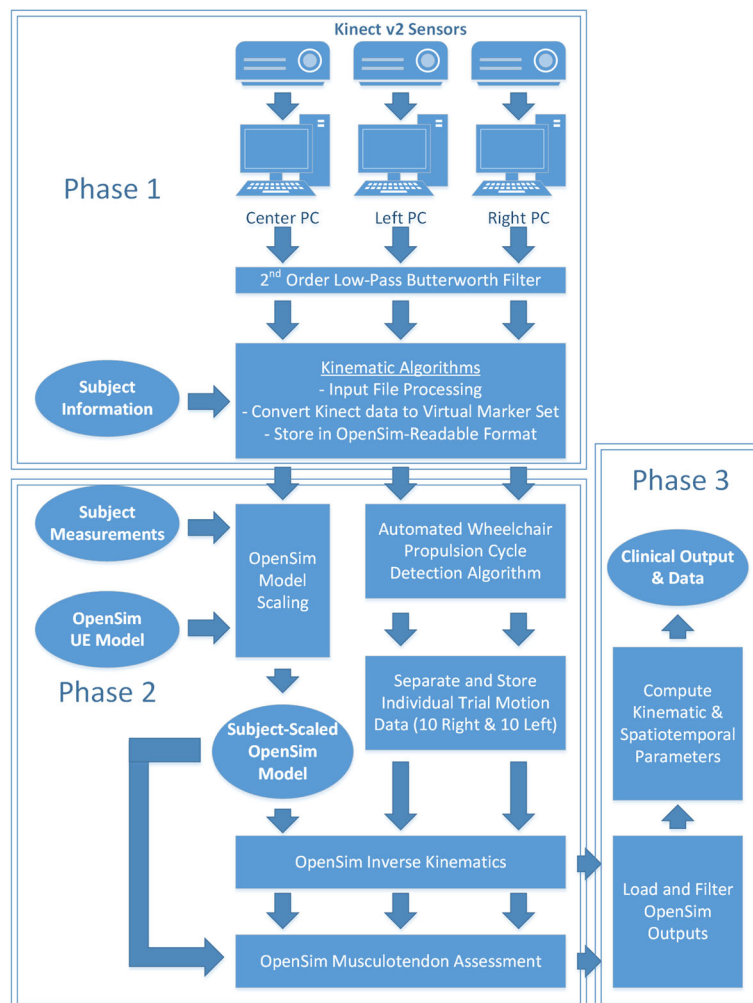 Kinect v2 Sensors
Phase 1
Center PC
Left PC
Right PC
2nd Order Low-Pass Butterworth Filter
Subject
Information
Kinematic Algorithms
- Input File Processing
- Convert Kinect data to Virtual Marker Set
- Store in OpenSim-Readable Format
Phase 2
Subject
Measurements
OpenSim
UE Model
OpenSim
Model
Scaling
Automated Wheelchair
Propulsion Cycle
Detection Algorithm
Separate and Store
Individual Trial Motion
Data (10 Right & 10 Left)
Subject-Scaled
OpenSim
Model
OpenSim Inverse Kinematics
OpenSim Musculotendon Assessment
Phase 3
Clinical Output
& Data
Compute
Kinematic &
Spatiotemporal
Parameters
Load and Filter
OpenSim
Outputs